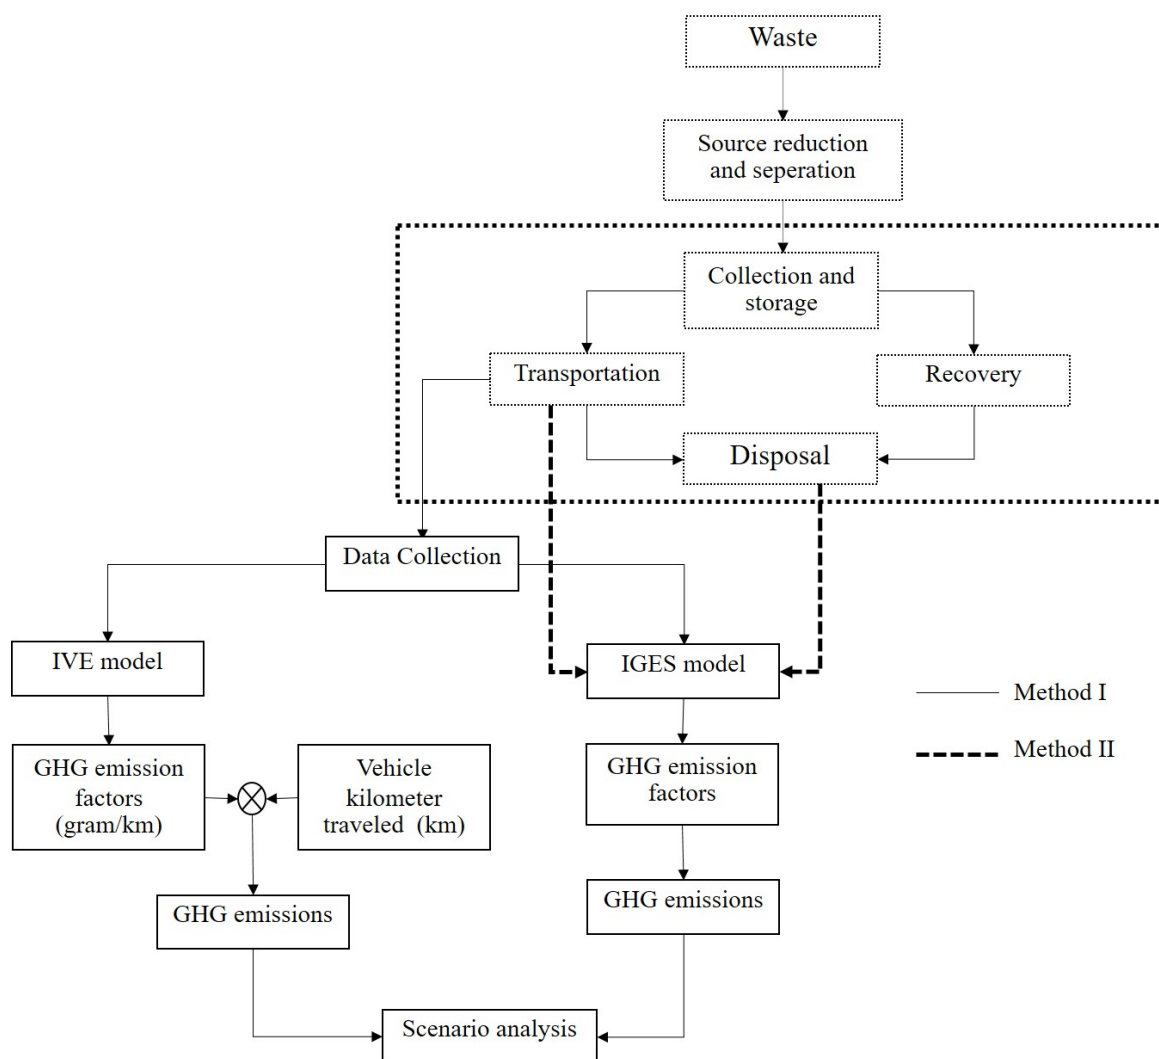 Waste
Source reduction
and seperation
Collection and
storage
Transportation
Recovery
Disposal
Data Collection
IVE model
IGES model
Method I
Method II
GHG emission
factors
(gram/km)
Vehicle
kilometer
traveled (km)
GHG emission
factors
GHG emissions
GHG emissions
Scenario analysis